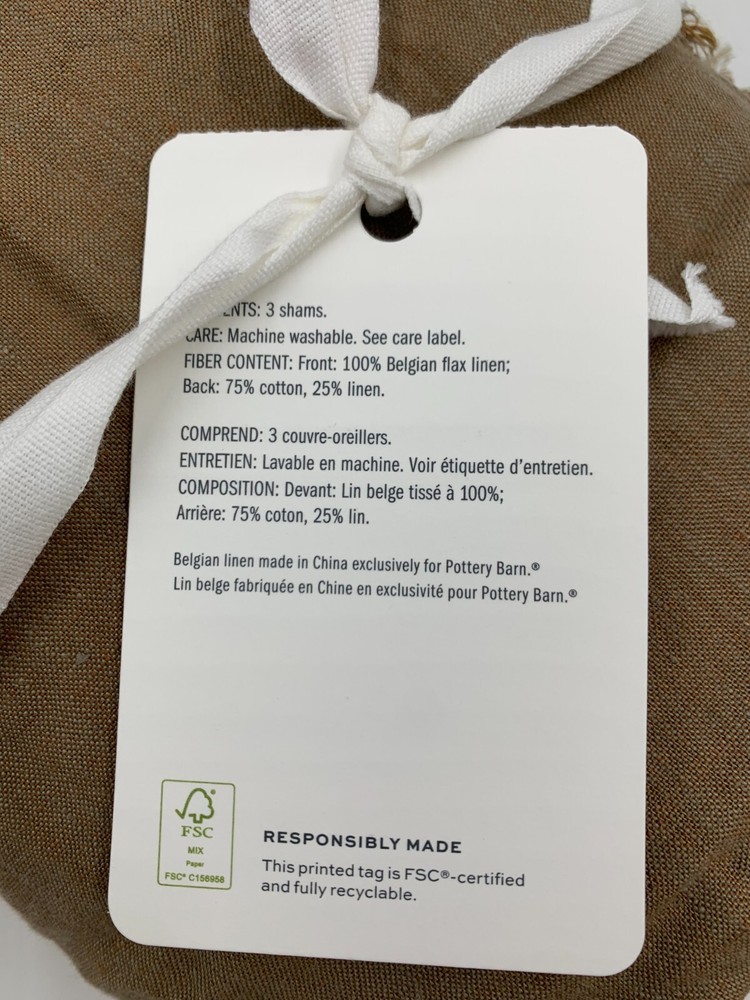 3 shams.
CARE: Machine washable. See care label.
FIBER CONTENT: Front: 100% Belgian flax linen;
Back: 75% cotton, 25% linen.
COMPREND: 3 couvre-oreillers.
ENTRETIEN: Lavable en machine. Voir étiquette d’entretien.
COMPOSITION: Devant: Lin belge tissé à 100%;
Arrière: 75% coton, 25% lin.
Belgian linen made in China exclusively for Pottery Barn.®
Lin belge fabriquée en Chine en exclusivité pour Pottery Barn.®
FSC
MIX
Paper
FSC® C156958
RESPONSIBLY MADE
This printed tag is FSC®-certified
and fully recyclable.